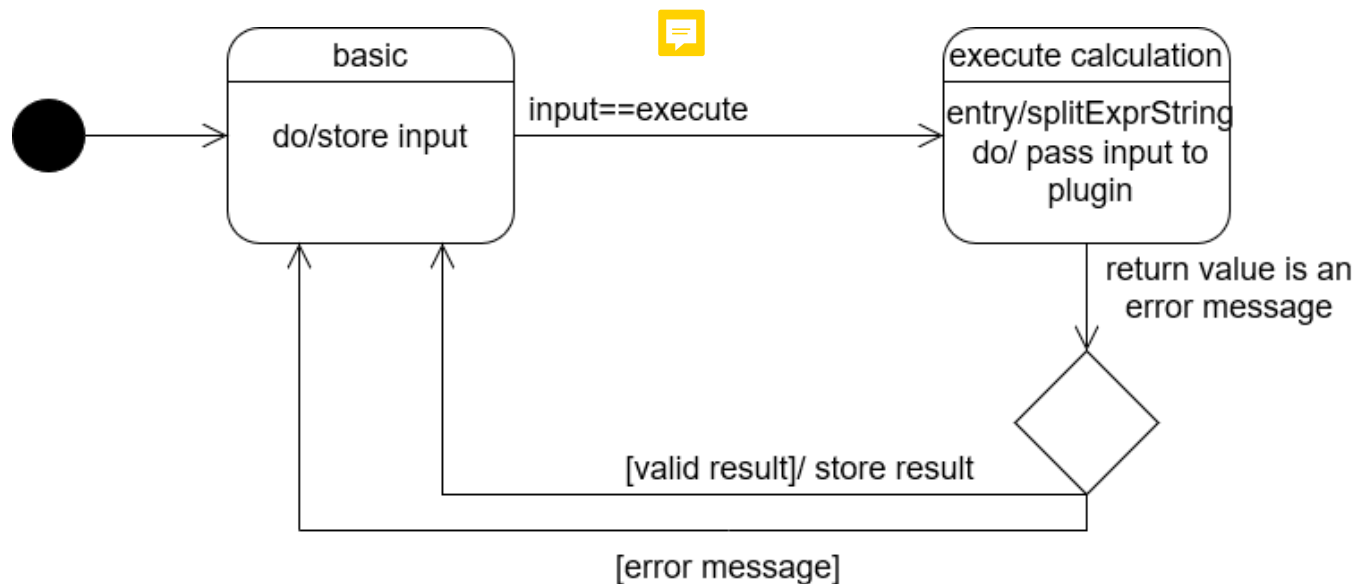 basic
do/store input
input==execute
execute calculation
entry/splitExprString
do/ pass input to
plugin
return value is an
error message
[valid result]/ store result
[error message]